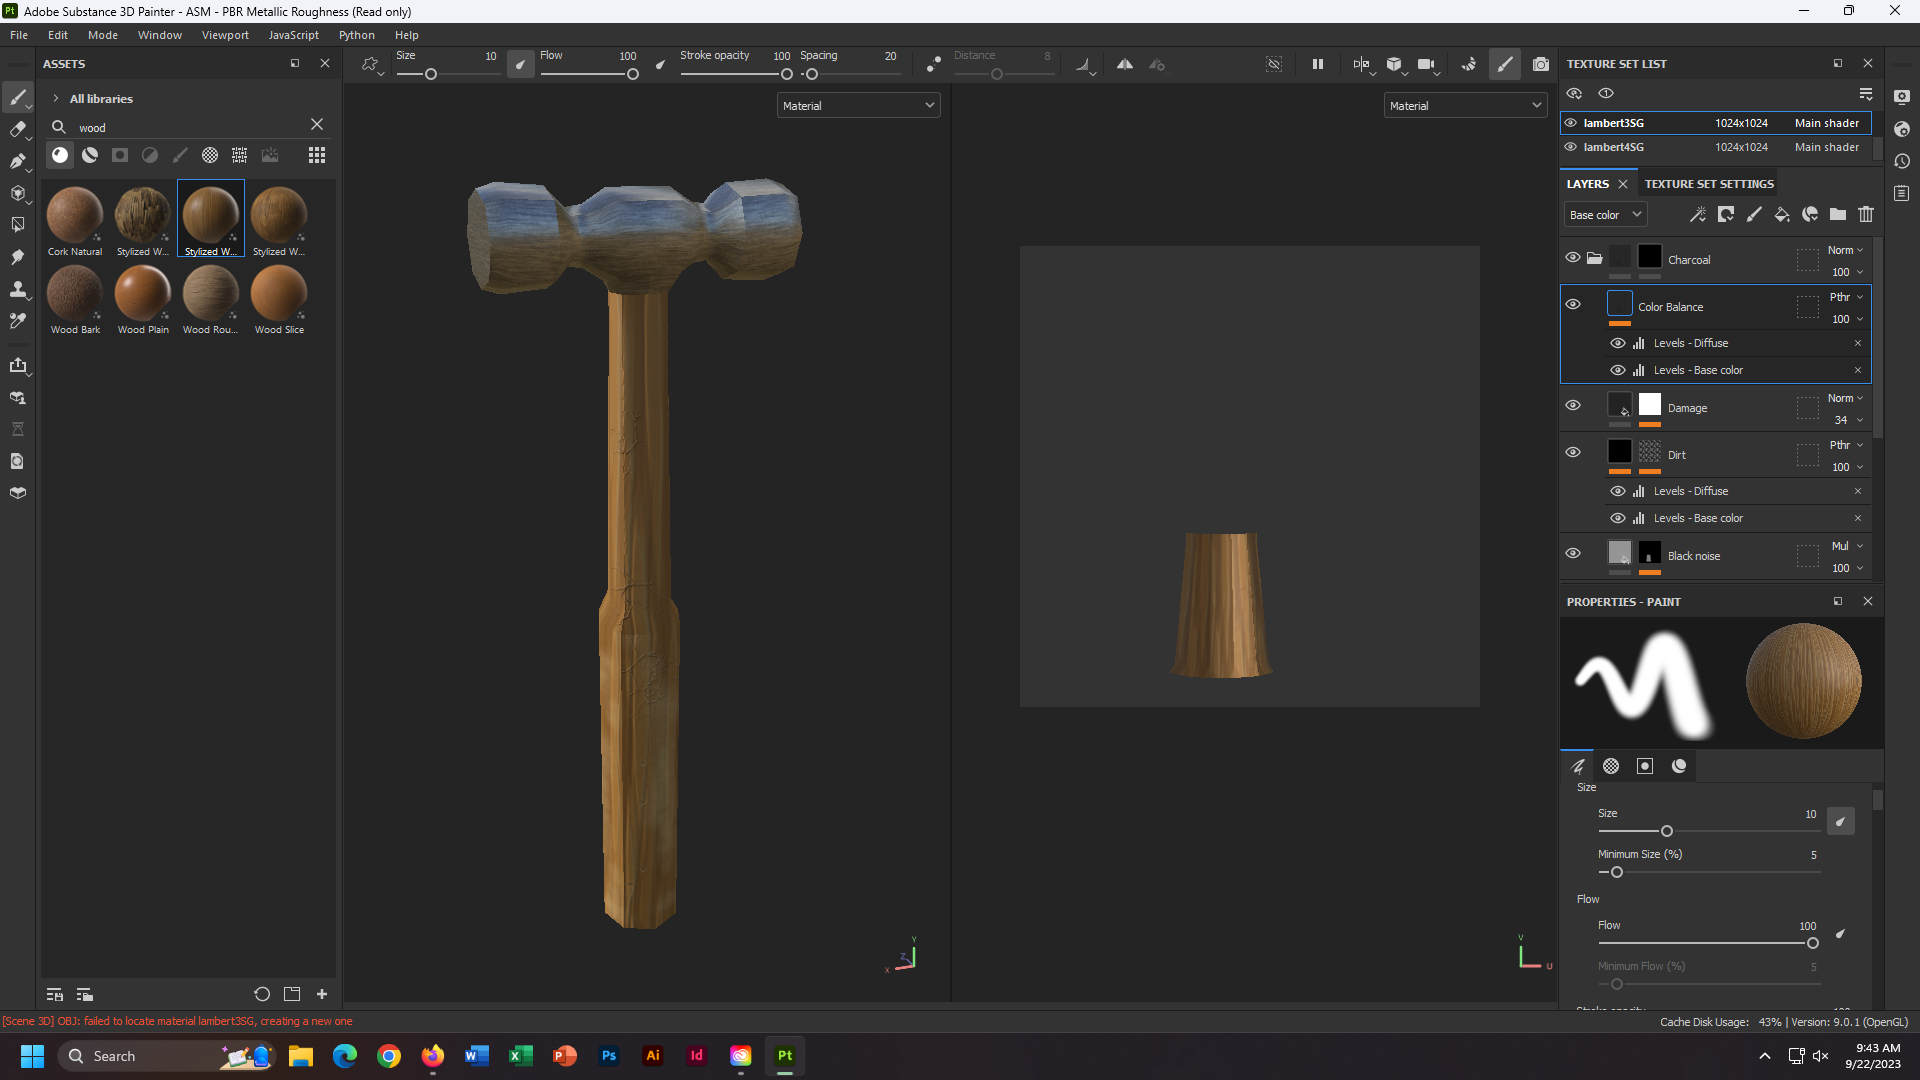 Pt Adobe Substance 3D Painter - ASM - PBR Metallic Roughness (Read only)
File Edit Mode Window Viewport JavaScript Python Help
ASSETS
All libraries
wood
Cork Natural Stylized W... Stylized W... Stylized W...
Wood Bark Wood Plain Wood Rou... Wood Slice
Size 10 Flow 100 Stroke opacity 100 Spacing 20 Distance 8
Material
Material
Y
Z
X
V
U
TEXTURE SET LIST
lambert3SG 1024x1024 Main shader
lambert4SG 1024x1024 Main shader
LAYERS TEXTURE SET SETTINGS
Base color
Charcoal Norm 100
Color Balance Pthr 100
Levels - Diffuse
Levels - Base color
Damage Norm 34
Dirt Pthr 100
Levels - Diffuse
Levels - Base color
Black noise Mul 100
PROPERTIES - PAINT
Size
Size 10
Minimum Size (%) 5
Flow
Flow 100
Minimum Flow (%) 5
Stroke opacity
[Scene 3D] OBJ: failed to locate material lambert3SG, creating a new one
Cache Disk Usage: 43% | Version: 9.0.1 (OpenGL)
Search
W X P Ps Ai Id Pt
9:43 AM
9/22/2023